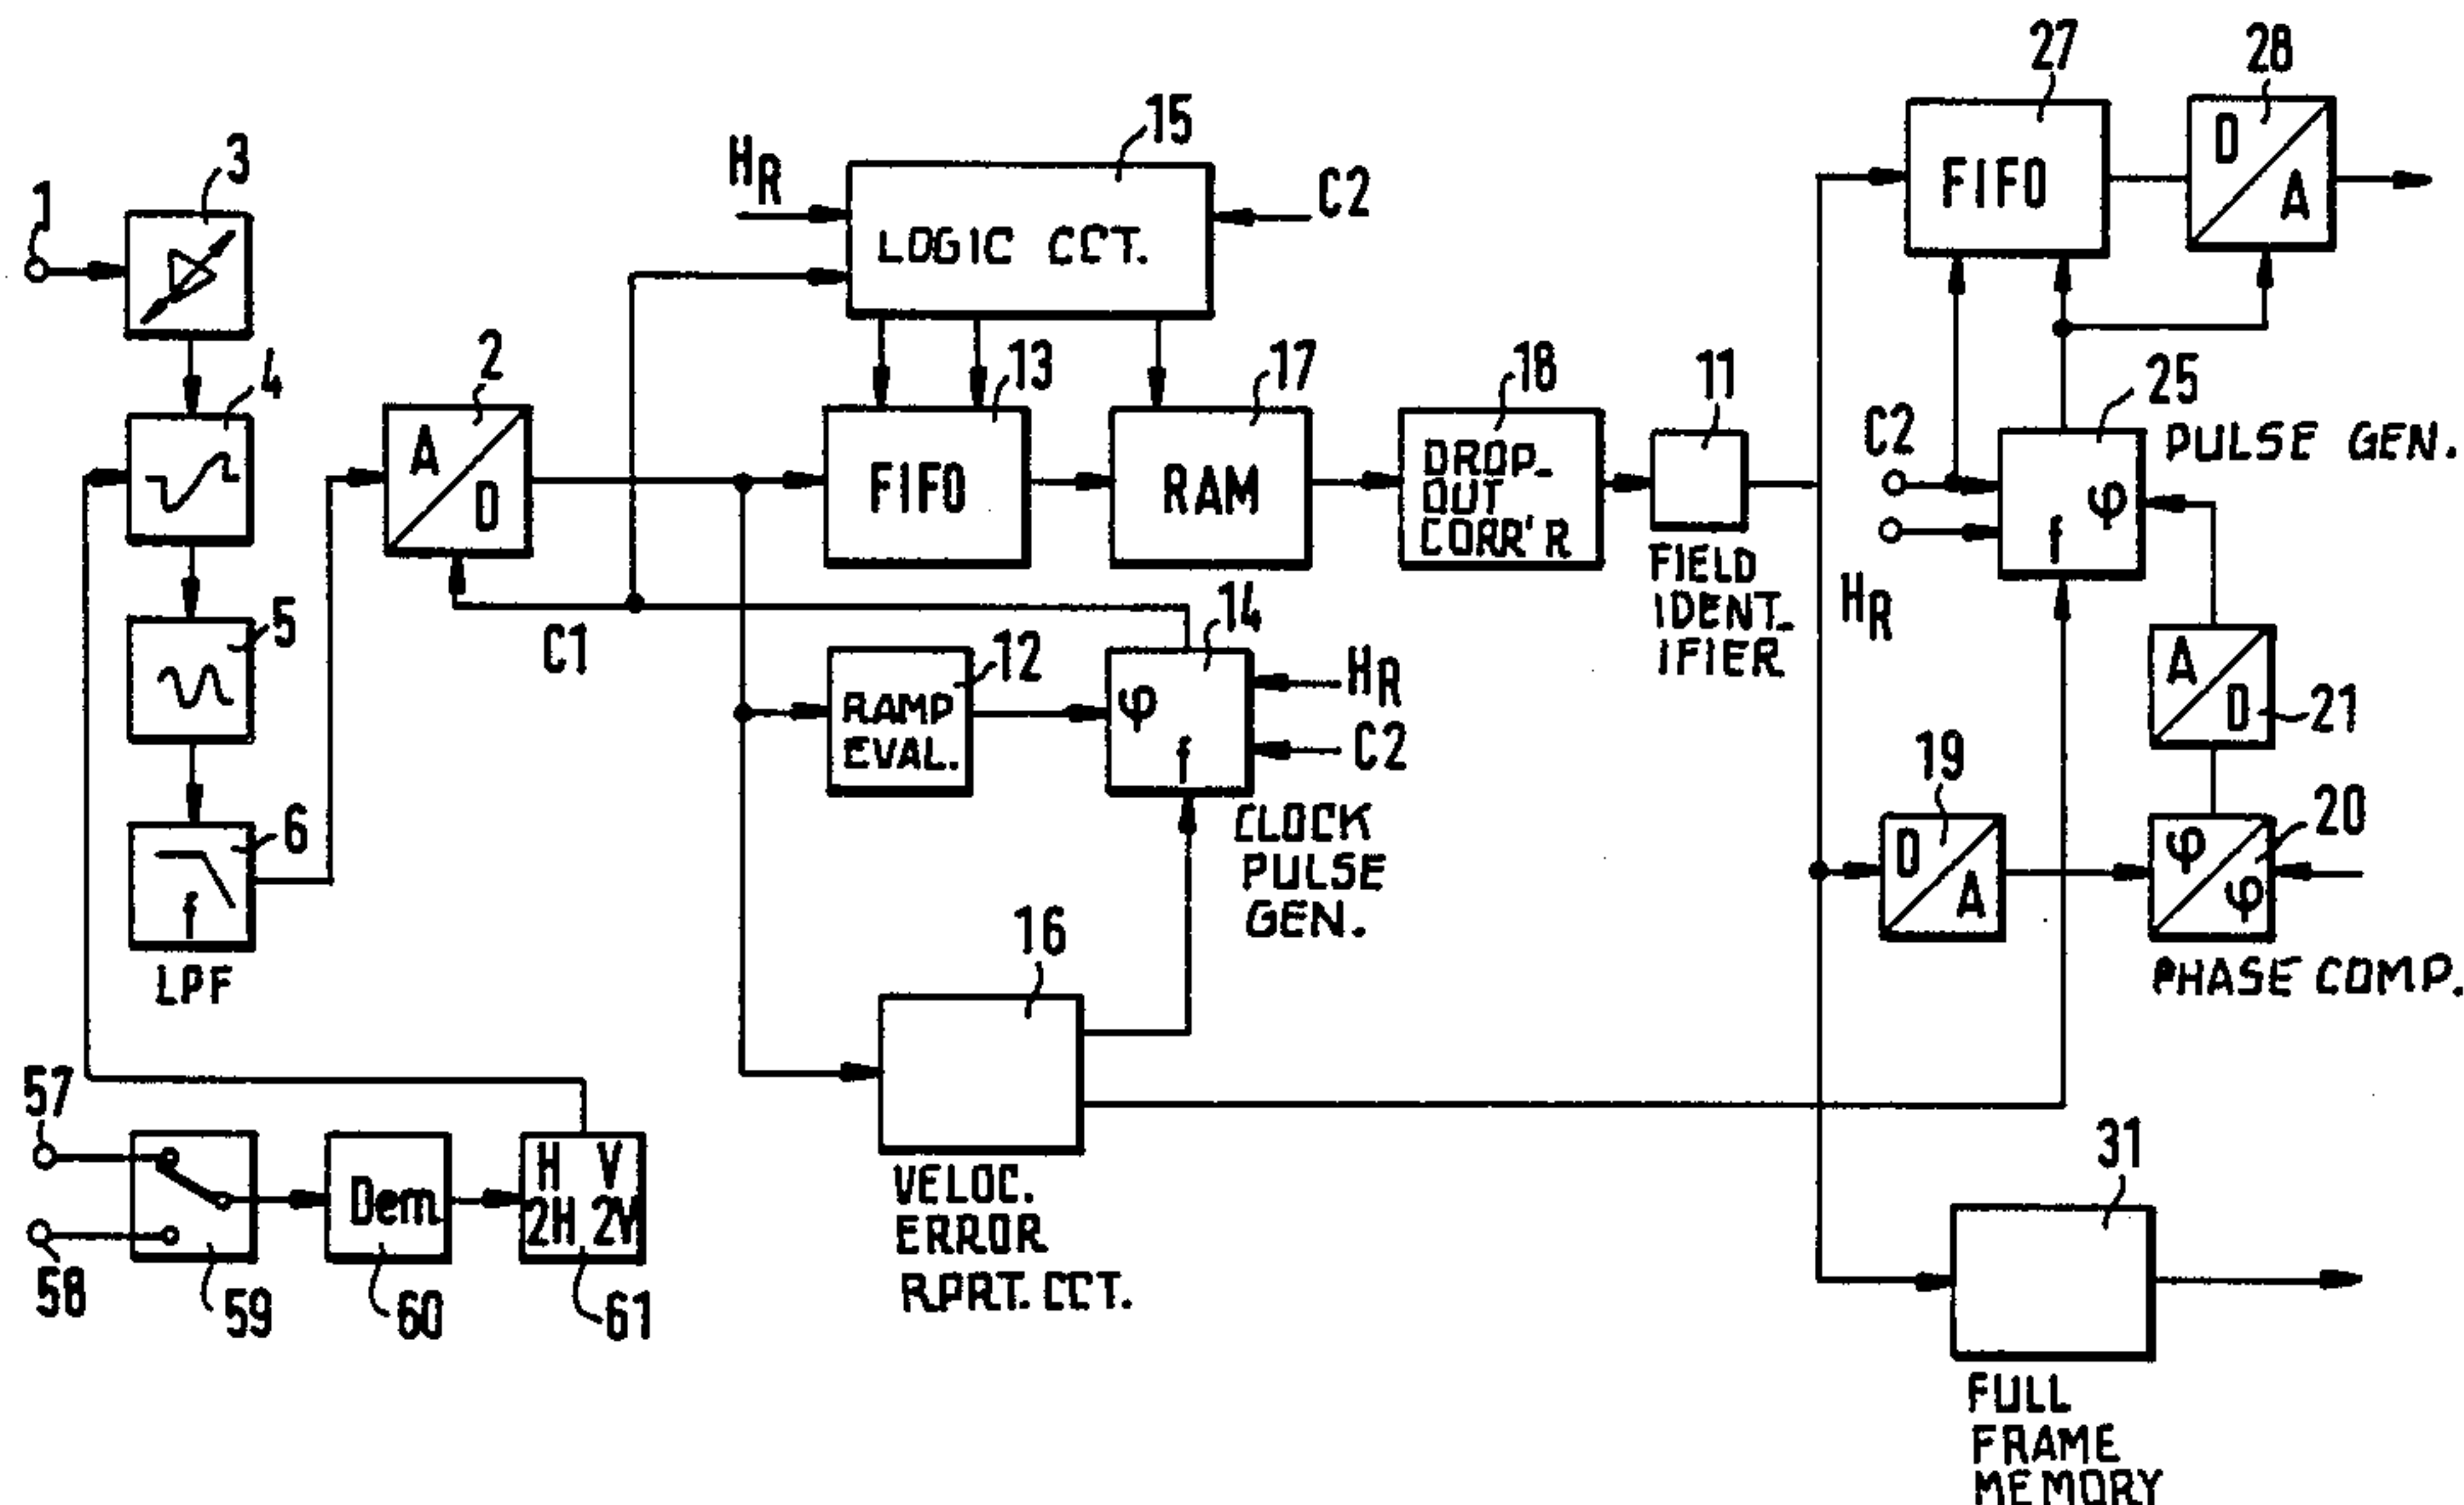 1
3
4
5
6
f
LPF
2
A
D
C1
HR
15
C2
LOGIC CCT.
13
FIFO
17
RAM
18
DROP-
OUT
CORR'R
11
FIELD
IDENT-
IFIER
12
RAMP
EVAL.
14
φ
f
HR
C2
CLOCK
PULSE
GEN.
16
VELOC.
ERROR
RPRT. CCT.
27
FIFO
28
D
A
25
PULSE GEN.
C2
φ
f
HR
A
D
21
19
D
A
20
φ
φ
PHASE COMP.
31
FULL
FRAME
MEMORY
57
58
59
Dem
60
H V
2H 2V
61